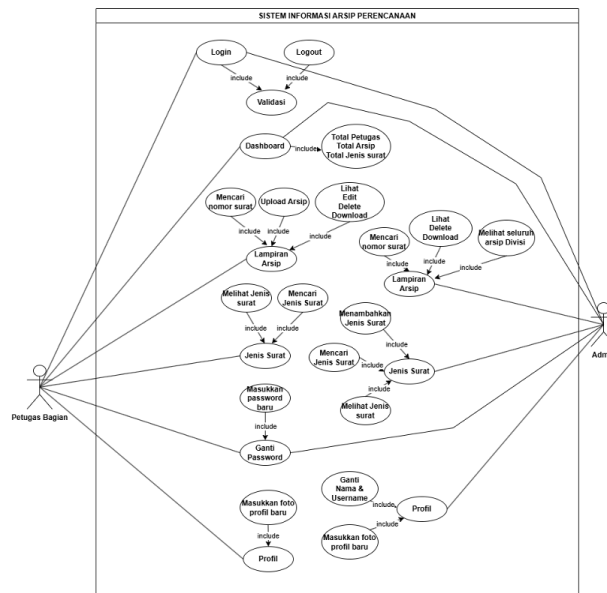 SISTEM INFORMASI ARSIP PERENCANAAN
Login
Logout
include
include
Validasi
Dashboard
include
Total Petugas
Total Arsip
Total Jenis surat
Mencari
nomor surat
Upload Arsip
Lihat
Edit
Delete
Download
include
include
include
Lampiran
Arsip
Mencari
nomor surat
Lihat
Delete
Download
Melihat seluruh
arsip Divisi
include
include
include
Lampiran
Arsip
Melihat Jenis
surat
Mencari
Jenis Surat
include
include
Jenis Surat
Menambahkan
Jenis Surat
include
Mencari
Jenis Surat
include
Jenis Surat
include
Melihat Jenis
surat
Petugas Bagian
Adm
Masukkan
password
baru
include
Ganti
Password
Masukkan foto
profil baru
include
Profil
Ganti
Nama &
Username
include
Profil
include
Masukkan foto
profil baru